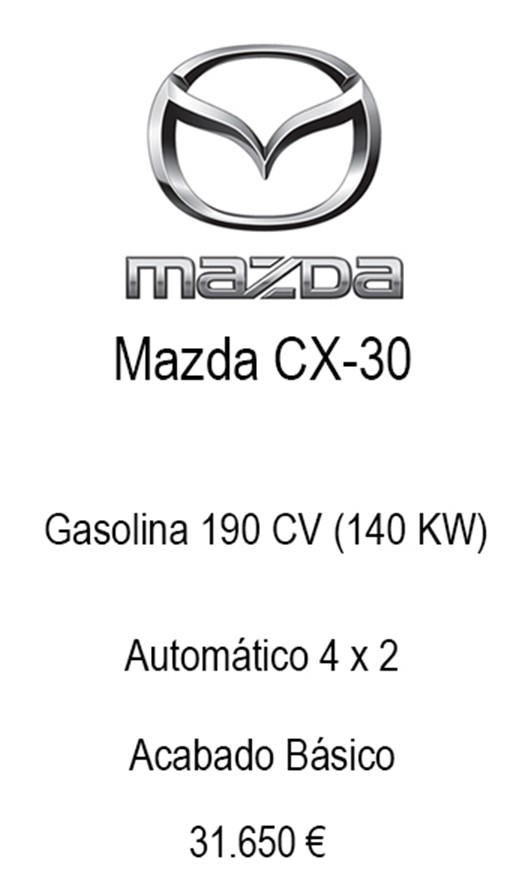 mazda
Mazda CX-30
Gasolina 190 CV (140 KW)
Automático 4 x 2
Acabado Básico
31.650 €